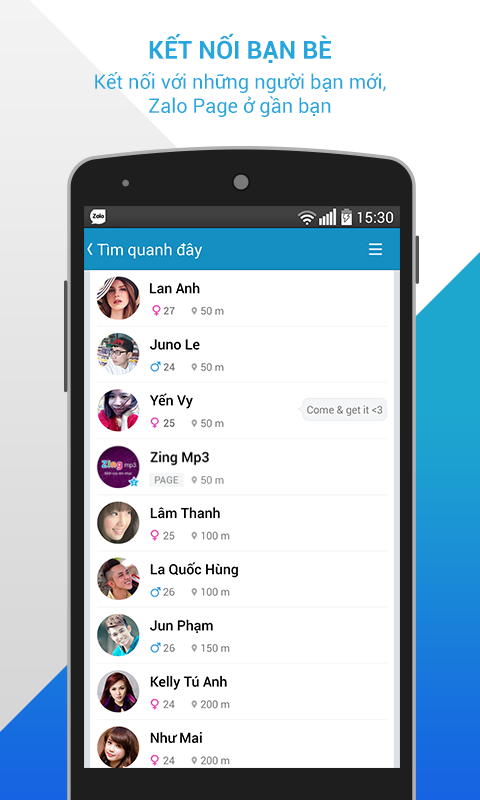 KẾT NỐI BẠN BÈ
Kết nối với những người bạn mới,
Zalo Page ở gần bạn
Zalo
15:30
Tìm quanh đây
Lan Anh
27 50 m
Juno Le
24 50 m
Yến Vy
25 50 m
Come & get it <3
Zing Mp3
Zing mp3
PAGE 50 m
Lâm Thanh
25 100 m
La Quốc Hùng
26 100 m
Jun Phạm
26 150 m
Kelly Tú Anh
24 200 m
Như Mai
24 200 m